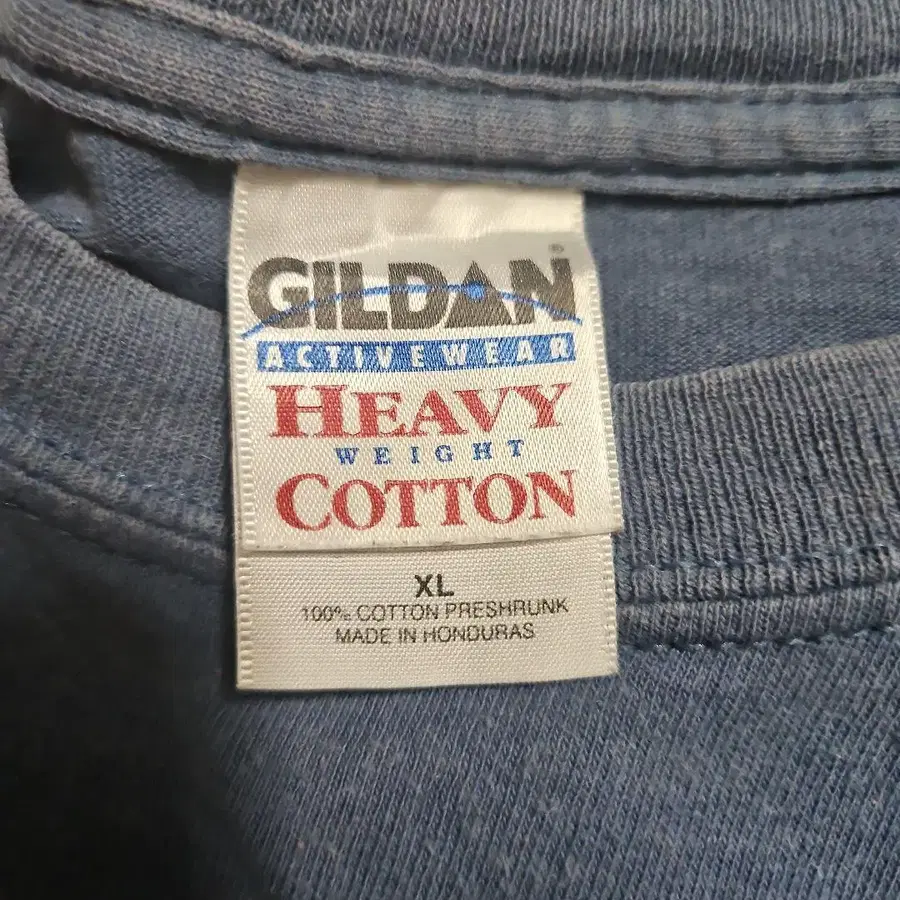 GILDAN®
ACTIVEWEAR
HEAVY
WEIGHT
COTTON
XL
100% COTTON PRESHRUNK
MADE IN HONDURAS